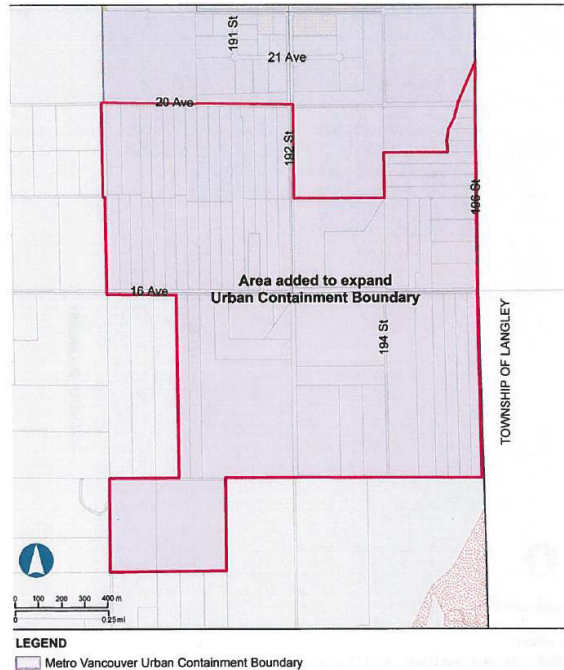 191 St
21 Ave
20 Ave
192 St
196 St
Area added to expand
Urban Containment Boundary
16 Ave
194 St
TOWNSHIP OF LANGLEY
0 100 200 300 400 m
0 0.25 mi
LEGEND
Metro Vancouver Urban Containment Boundary